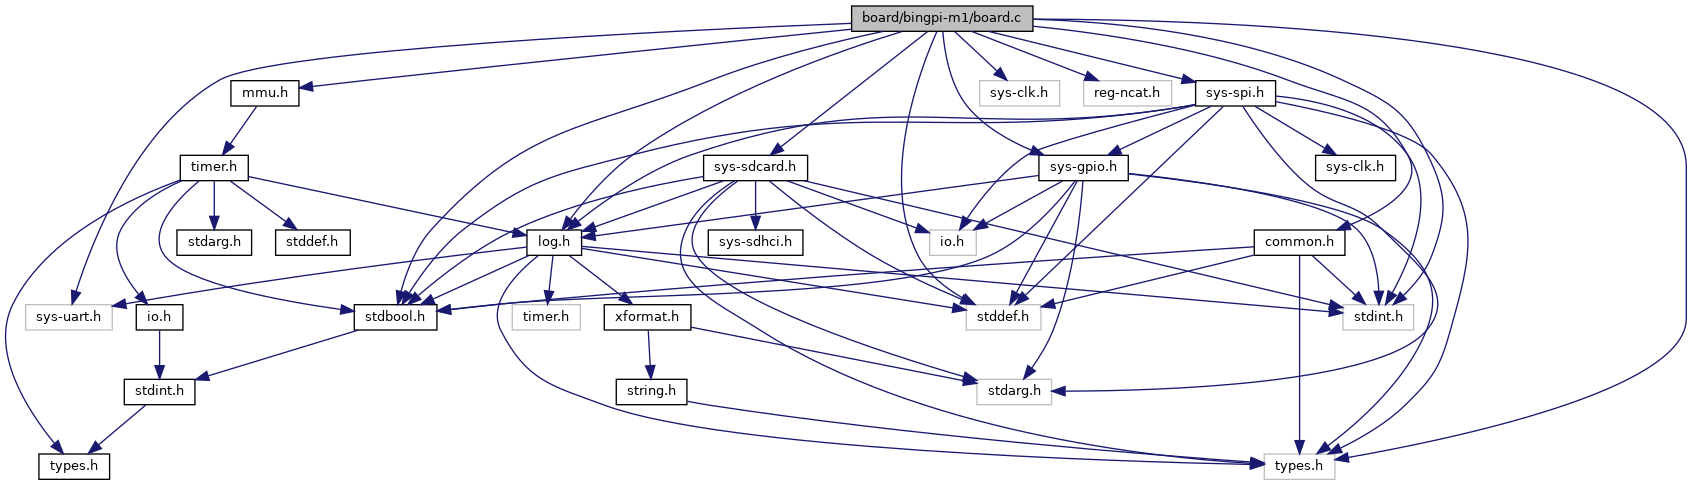 board/bingpi-m1/board.c
mmu.h
sys-clk.h
reg-ncat.h
sys-spi.h
timer.h
sys-sdcard.h
sys-gpio.h
sys-clk.h
stdarg.h
stddef.h
log.h
sys-sdhci.h
io.h
common.h
sys-uart.h
io.h
stdbool.h
timer.h
xformat.h
stddef.h
stdint.h
stdint.h
string.h
stdarg.h
types.h
types.h